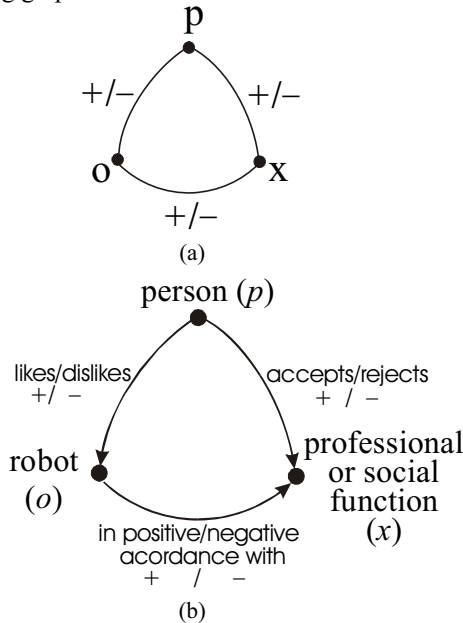 p
+/– +/–
o x
+/–
(a)
person (p)
likes/dislikes accepts/rejects
+/ – + / –
robot professional
(o) or social
function
(x)
in positive/negative
acordance with
+ / –
(b)